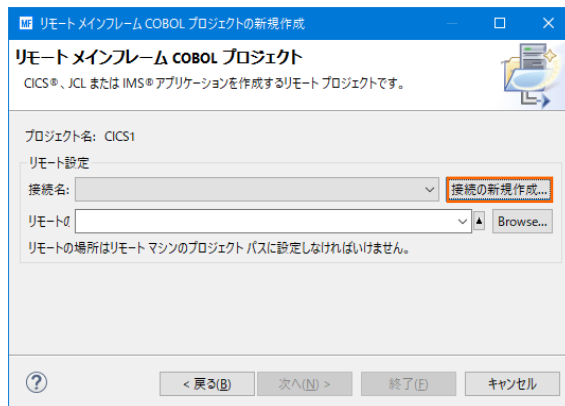 MF リモート メインフレーム COBOL プロジェクトの新規作成
リモート メインフレーム COBOL プロジェクト
CICS®、JCL または IMS® アプリケーションを作成するリモート プロジェクトです。
プロジェクト名: CICS1
リモート設定
接続名: 接続の新規作成...
リモートの Browse...
リモートの場所はリモート マシンのプロジェクト パスに設定しなければいけません。
? < 戻る(B) 次へ(N) > 終了(F) キャンセル